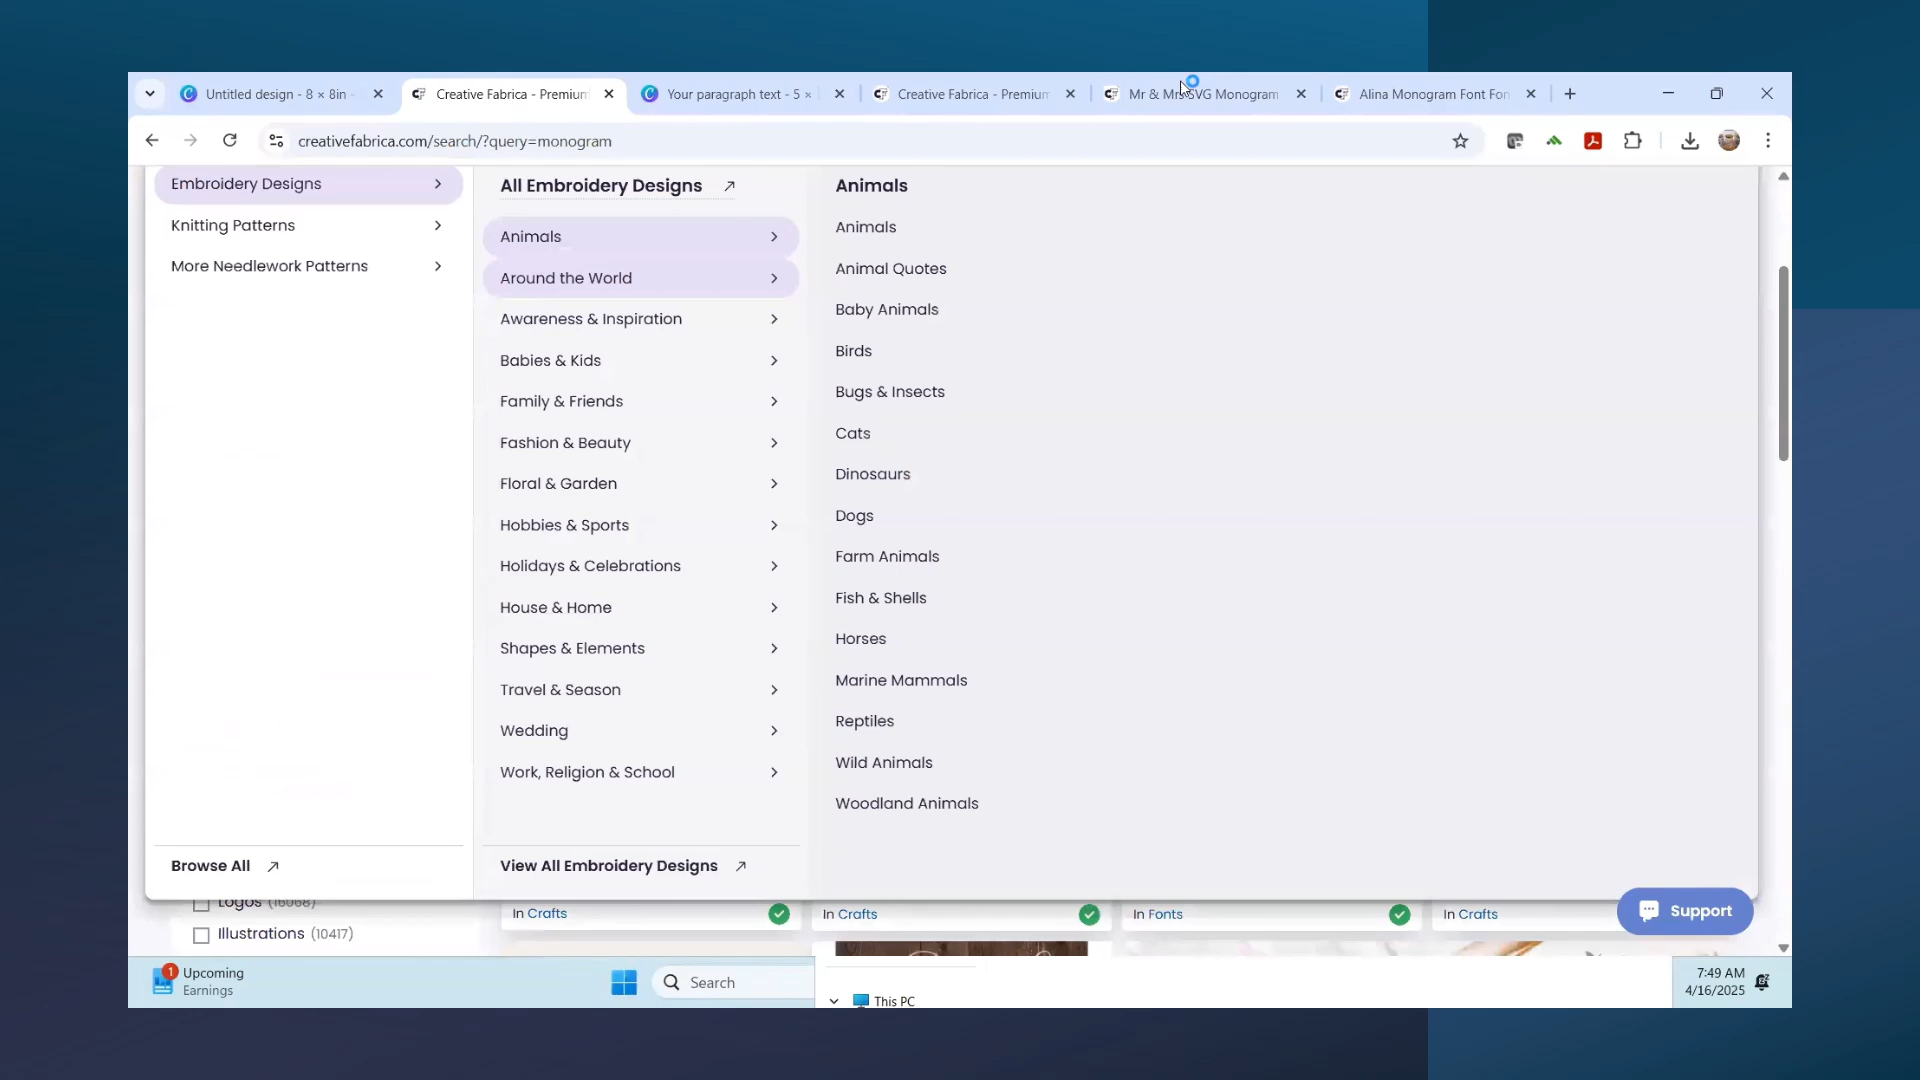 Untitled design - 8 × 8in -
Creative Fabrica - Premium
Your paragraph text - 5 ×
Creative Fabrica - Premium
Mr & Mrs SVG Monogram
Alina Monogram Font Fon
creativefabrica.com/search/?query=monogram
Embroidery Designs
Knitting Patterns
More Needlework Patterns
Browse All
All Embroidery Designs
Animals
Around the World
Awareness & Inspiration
Babies & Kids
Family & Friends
Fashion & Beauty
Floral & Garden
Hobbies & Sports
Holidays & Celebrations
House & Home
Shapes & Elements
Travel & Season
Wedding
Work, Religion & School
View All Embroidery Designs
Animals
Animals
Animal Quotes
Baby Animals
Birds
Bugs & Insects
Cats
Dinosaurs
Dogs
Farm Animals
Fish & Shells
Horses
Marine Mammals
Reptiles
Wild Animals
Woodland Animals
Logos (16068)
Illustrations (10417)
In Crafts
In Crafts
In Fonts
In Crafts
Support
1
Upcoming
Earnings
Search
This PC
7:49 AM
4/16/2025